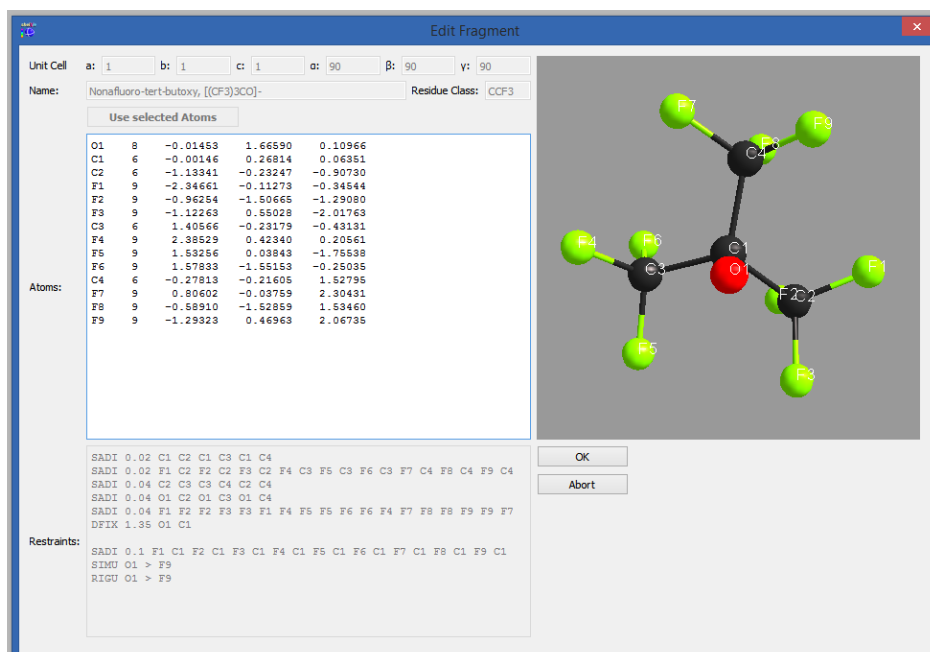 Edit Fragment
Unit Cell a: 1 b: 1 c: 1 α: 90 β: 90 γ: 90
Name: Nonafluoro-tert-butoxy, [(CF)3CO]- Residue Class: CCF3
Use selected Atoms
Atoms:
O1 8 -0.01453 1.66590 0.10966
C1 6 -0.00146 0.26814 0.06351
C2 6 -1.13341 -0.23247 -0.90730
F1 9 -2.34661 -0.11273 -0.34544
F2 9 -0.96254 -1.50665 -1.29080
F3 9 -1.12263 0.55028 -2.01763
C3 6 1.40566 -0.23179 -0.43131
F4 9 2.38529 0.42340 0.20561
F5 9 1.53256 0.03843 -1.75538
F6 9 1.57833 -1.55153 -0.25035
C4 6 -0.27813 -0.21605 1.52795
F7 9 0.80602 -0.03759 2.30431
F8 9 -0.58910 -1.52859 1.53460
F9 9 -1.29323 0.46963 2.06735
F7
F9
F8
C4
F4
F6
C1
C3
O1
F1
F2
C2
F5
F3
Restraints:
SADI 0.02 C1 C2 C1 C3 C1 C4
SADI 0.02 F1 C2 F2 C2 F3 C2 F4 C3 F5 C3 F6 C3 F7 C4 F8 C4 F9 C4
SADI 0.04 C2 C3 C3 C4 C2 C4
SADI 0.04 O1 C2 O1 C3 O1 C4
SADI 0.04 F1 F2 F2 F3 F3 F1 F4 F5 F5 F6 F6 F4 F7 F8 F8 F9 F9 F7
DFIX 1.35 O1 C1
SADI 0.1 F1 C1 F2 C1 F3 C1 F4 C1 F5 C1 F6 C1 F7 C1 F8 C1 F9 C1
SIMU O1 > F9
RIGU O1 > F9
OK
Abort